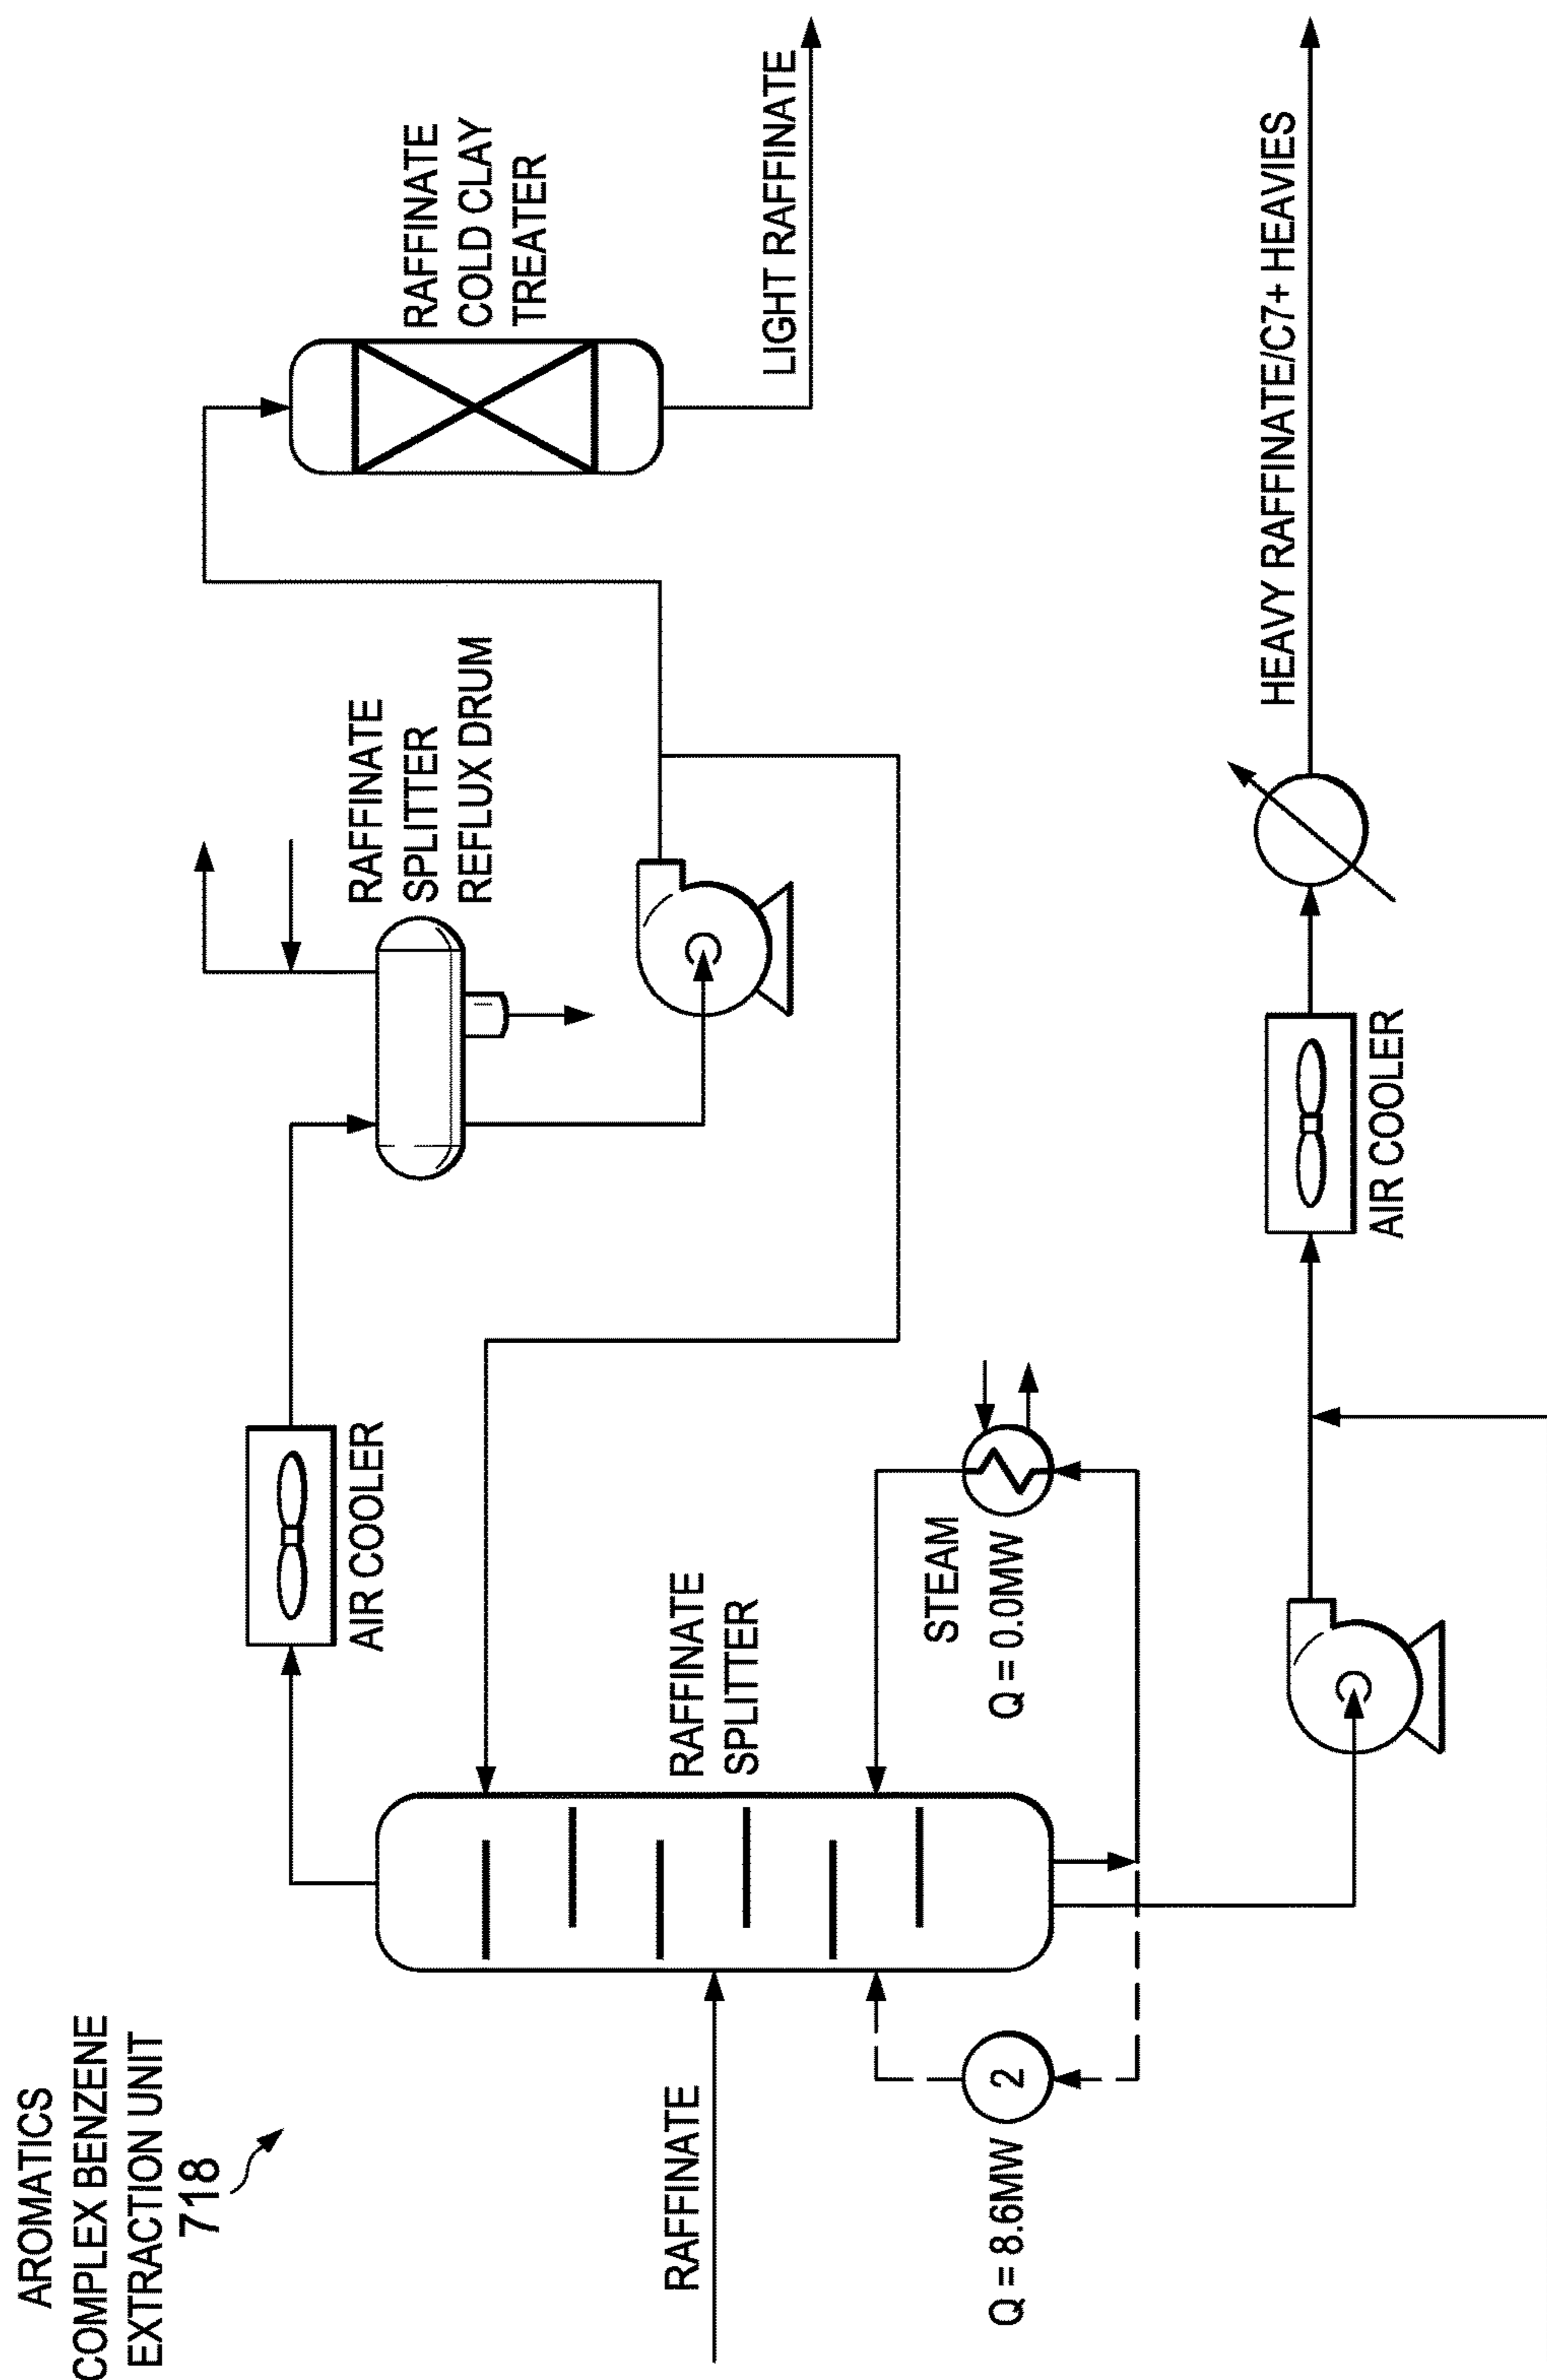 AROMATICS
COMPLEX BENZENE
EXTRACTION UNIT
718
AIR COOLER
RAFFINATE
SPLITTER
REFLUX DRUM
RAFFINATE
COLD CLAY
TREATER
LIGHT RAFFINATE
RAFFINATE
RAFFINATE
SPLITTER
STEAM
Q = 0.0MW
2
Q = 8.6MW
AIR COOLER
HEAVY RAFFINATE/C7+ HEAVIES